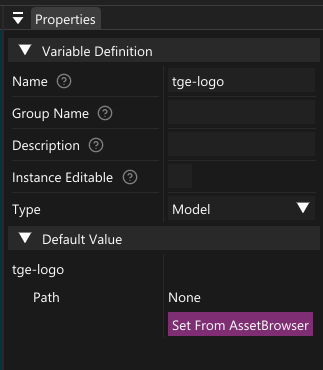 Properties
Variable Definition
Name ? tge-logo
Group Name ?
Description ?
Instance Editable ?
Type Model
Default Value
tge-logo
Path None
Set From AssetBrowser